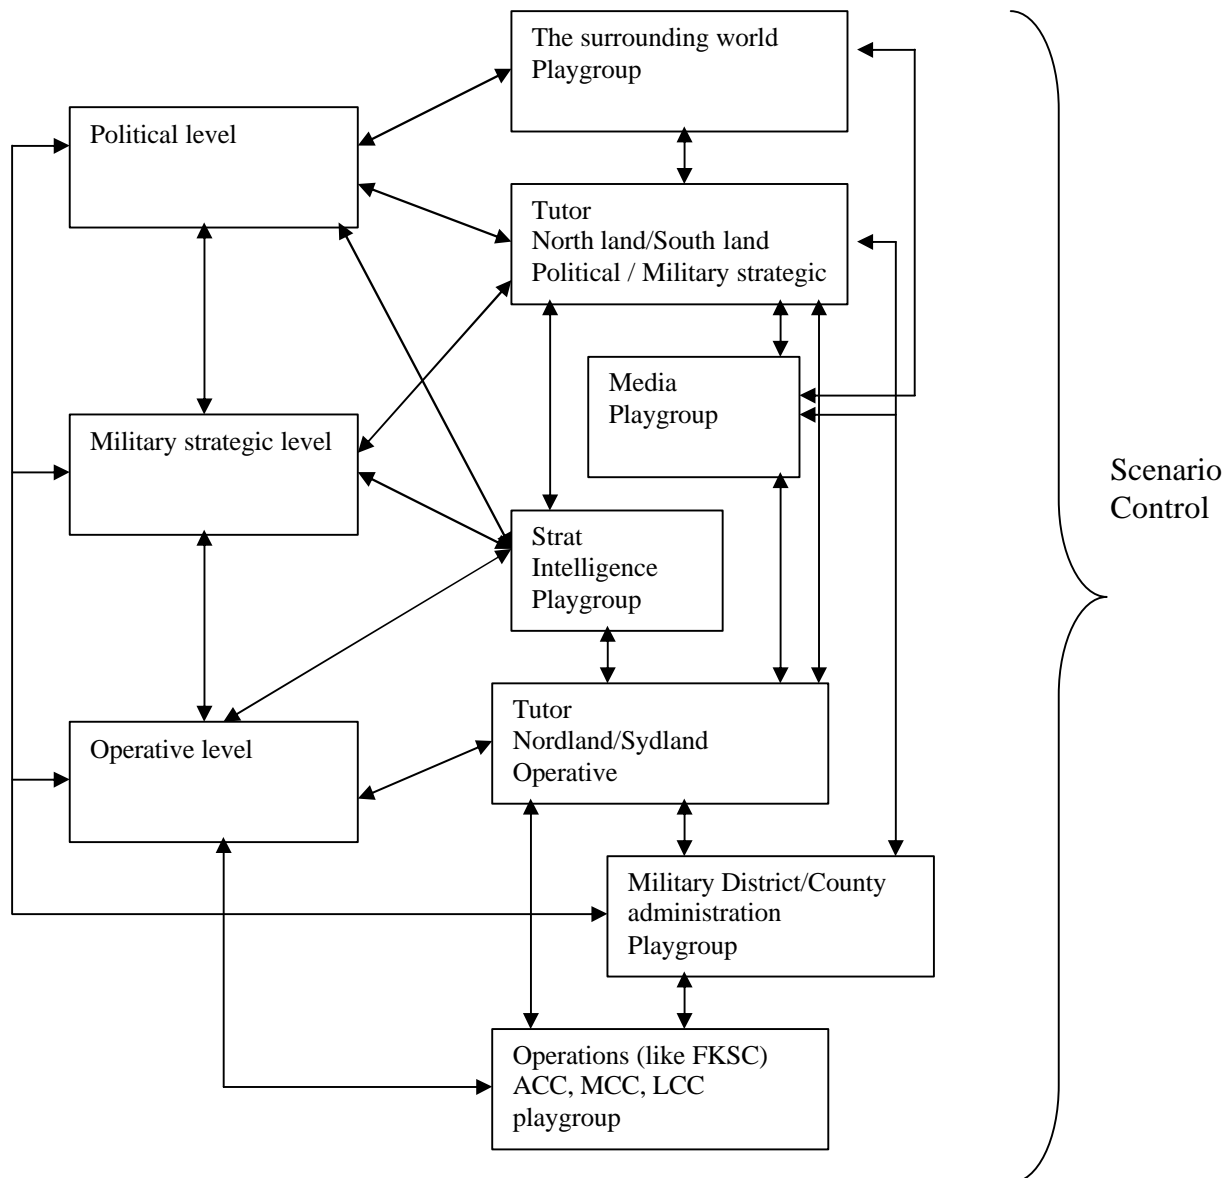 The surrounding world
Playgroup
Political level
Tutor
North land/South land
Political / Military strategic
Media
Playgroup
Military strategic level
Scenario
Control
Strat
Intelligence
Playgroup
Tutor
Nordland/Sydland
Operative
Operative level
Military District/County
administration
Playgroup
Operations (like FKSC)
ACC, MCC, LCC
playgroup